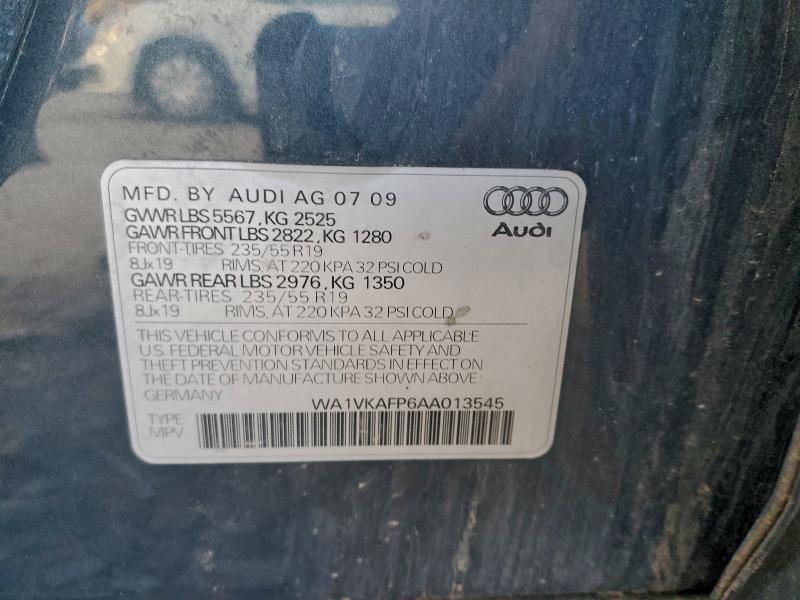 MFD. BY AUDI AG 07 09
GVWR LBS 5567, KG 2525
GAWR FRONT LBS 2822, KG 1280
FRONT-TIRES 235/55 R19
8Jx19 RIMS, AT 220 KPA 32 PSI COLD
GAWR REAR LBS 2976, KG 1350
REAR-TIRES 235/55 R19
8Jx19 RIMS, AT 220 KPA 32 PSI COLD
Audi
THIS VEHICLE CONFORMS TO ALL APPLICABLE
U.S. FEDERAL MOTOR VEHICLE SAFETY AND
THEFT PREVENTION STANDARDS IN EFFECT ON
THE DATE OF MANUFACTURE SHOWN ABOVE
GERMANY WA1VKAFP6AA013545
TYPE
MPV